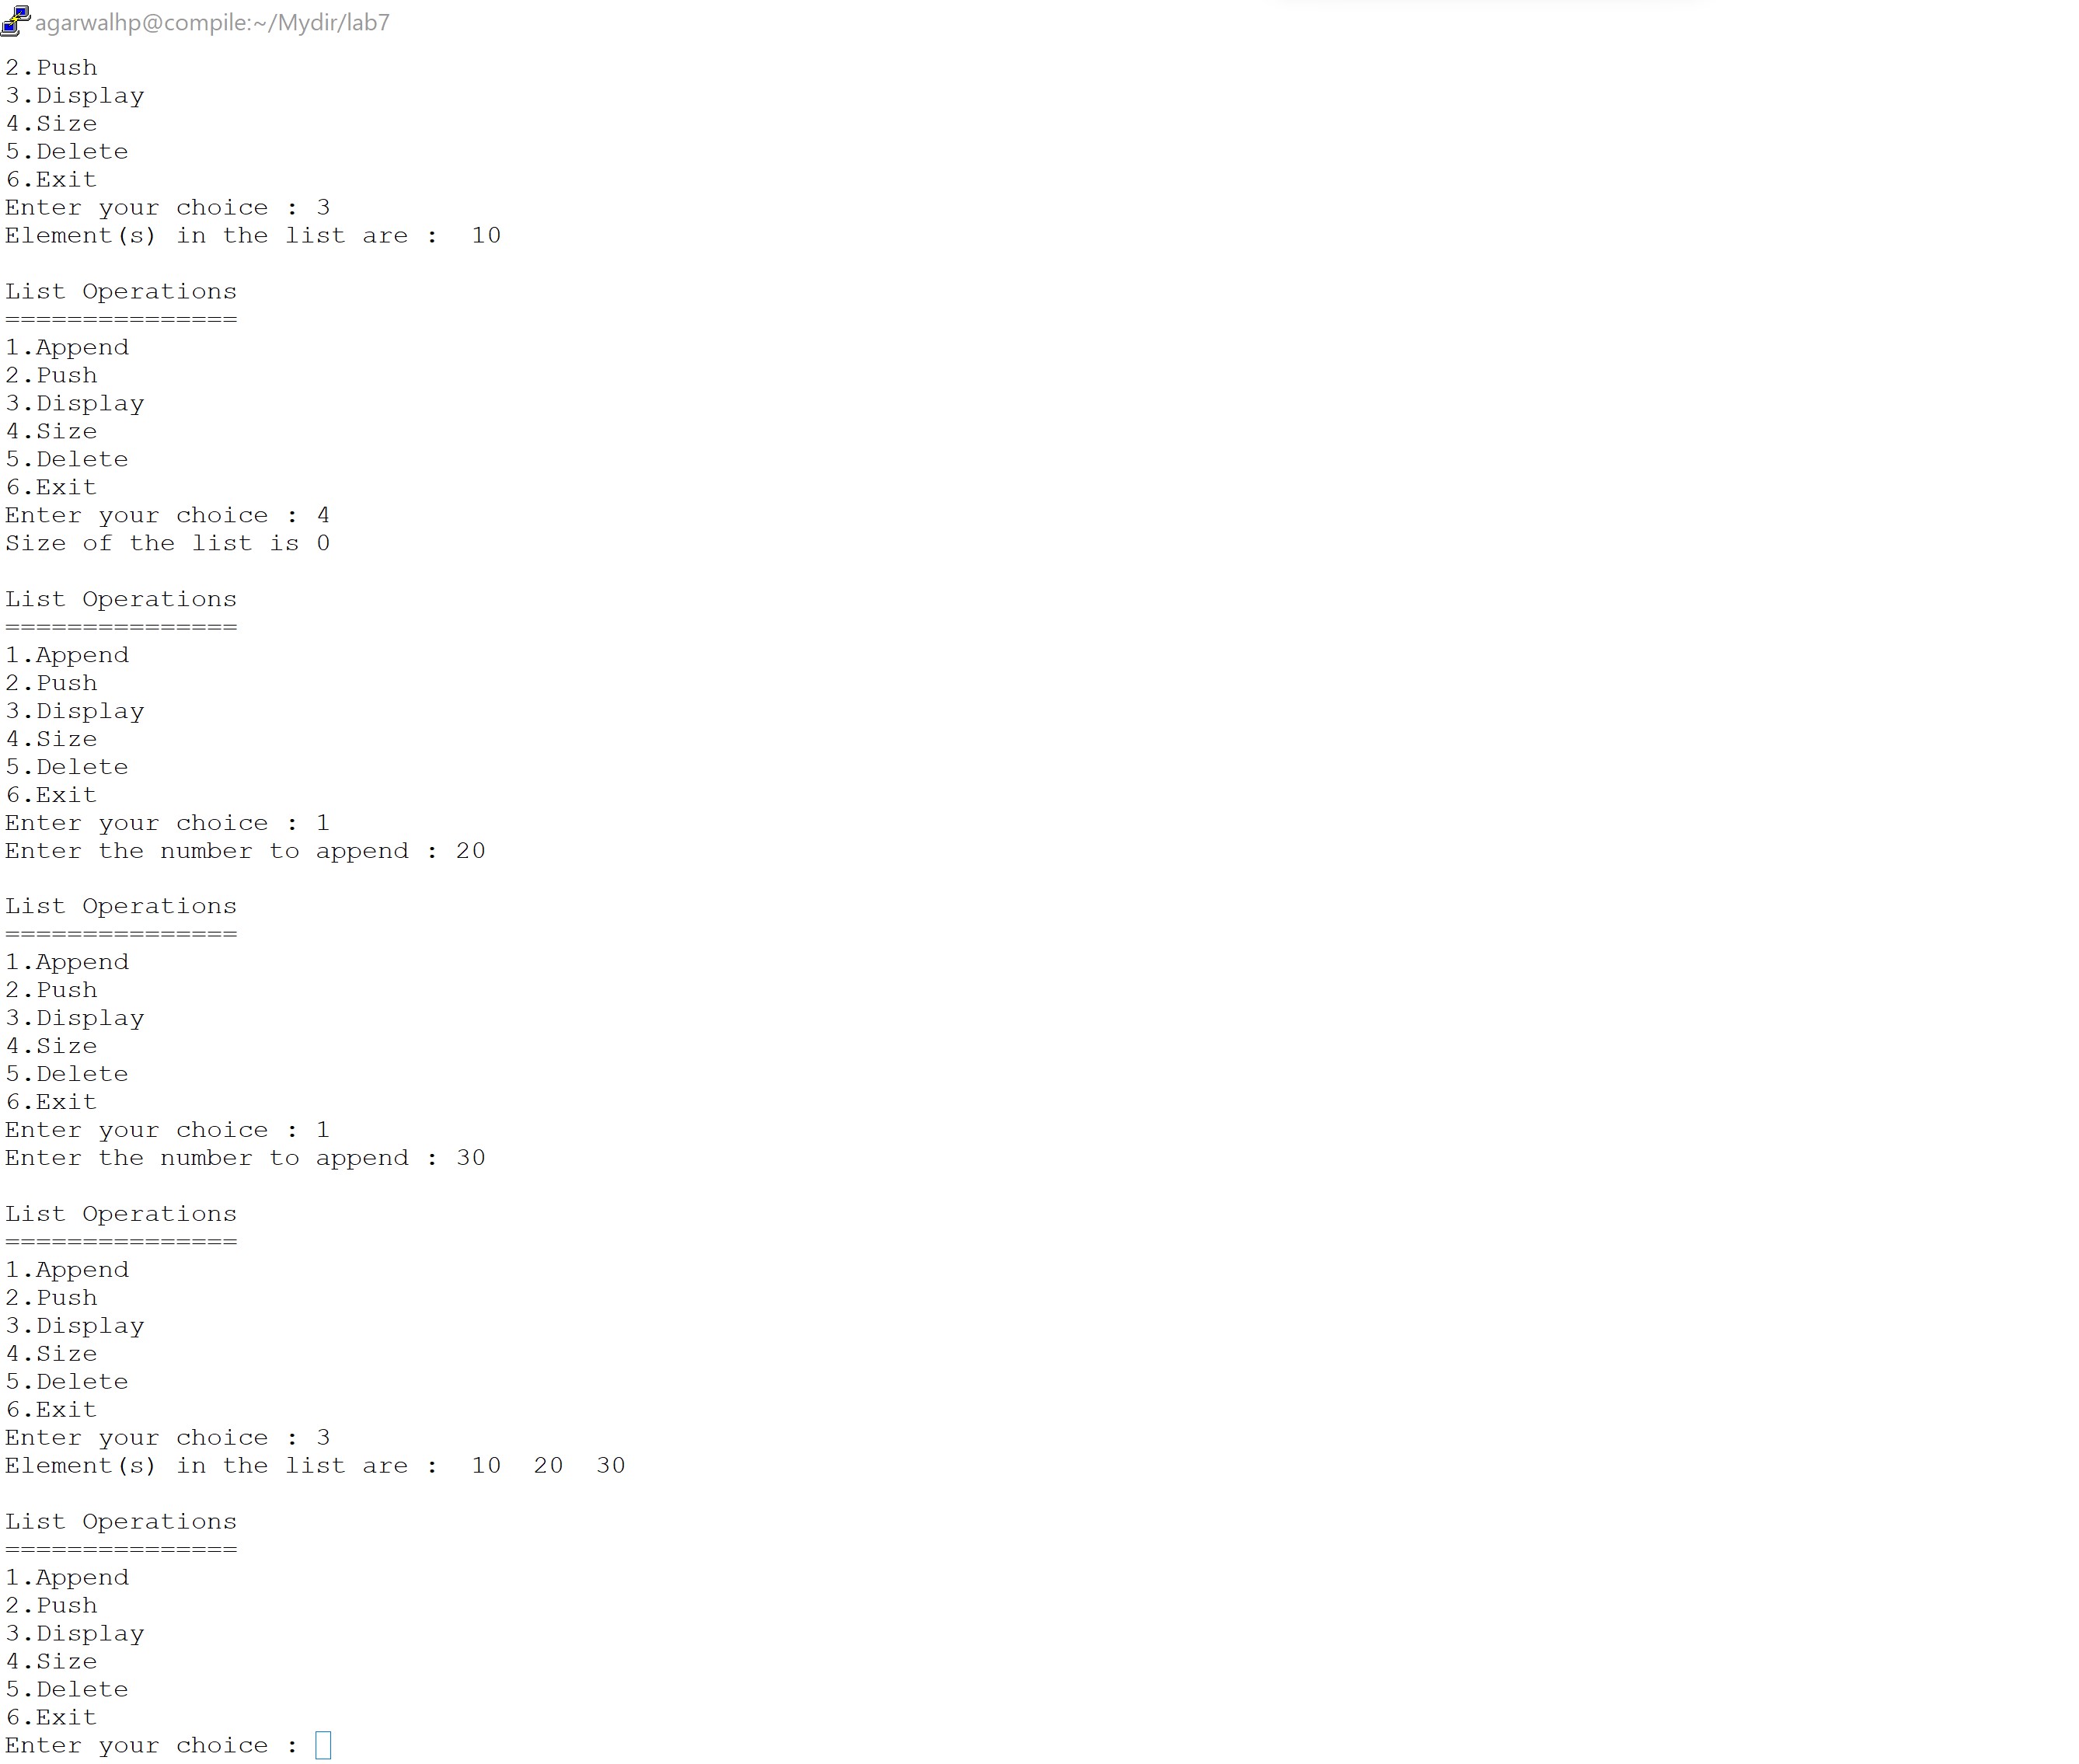 agarwalhp@compile:~/Mydir/lab7
2.Push
3.Display
4.Size
5.Delete
6.Exit
Enter your choice : 3
Element(s) in the list are :  10

List Operations
===============
1.Append
2.Push
3.Display
4.Size
5.Delete
6.Exit
Enter your choice : 4
Size of the list is 0

List Operations
===============
1.Append
2.Push
3.Display
4.Size
5.Delete
6.Exit
Enter your choice : 1
Enter the number to append : 20

List Operations
===============
1.Append
2.Push
3.Display
4.Size
5.Delete
6.Exit
Enter your choice : 1
Enter the number to append : 30

List Operations
===============
1.Append
2.Push
3.Display
4.Size
5.Delete
6.Exit
Enter your choice : 3
Element(s) in the list are :  10  20  30

List Operations
===============
1.Append
2.Push
3.Display
4.Size
5.Delete
6.Exit
Enter your choice :